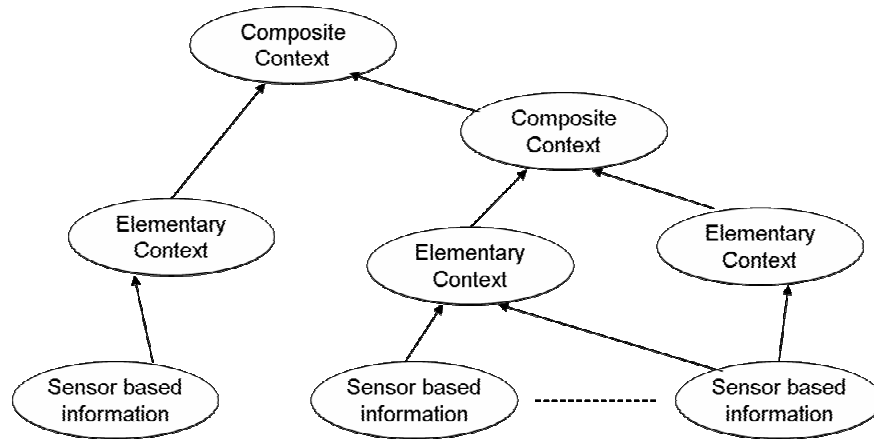 Composite
Context
Composite
Context
Elementary
Context
Elementary
Context
Elementary
Context
Sensor based
information
Sensor based
information
Sensor based
information